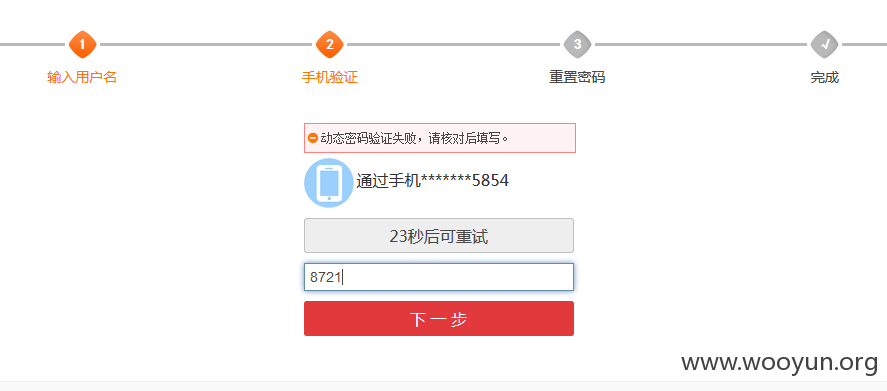 1 2 3
输入用户名 手机验证 重置密码 完成
动态密码验证失败，请核对后填写。
通过手机*******5854
23秒后可重试
8721
下一步
www.wooyun.org